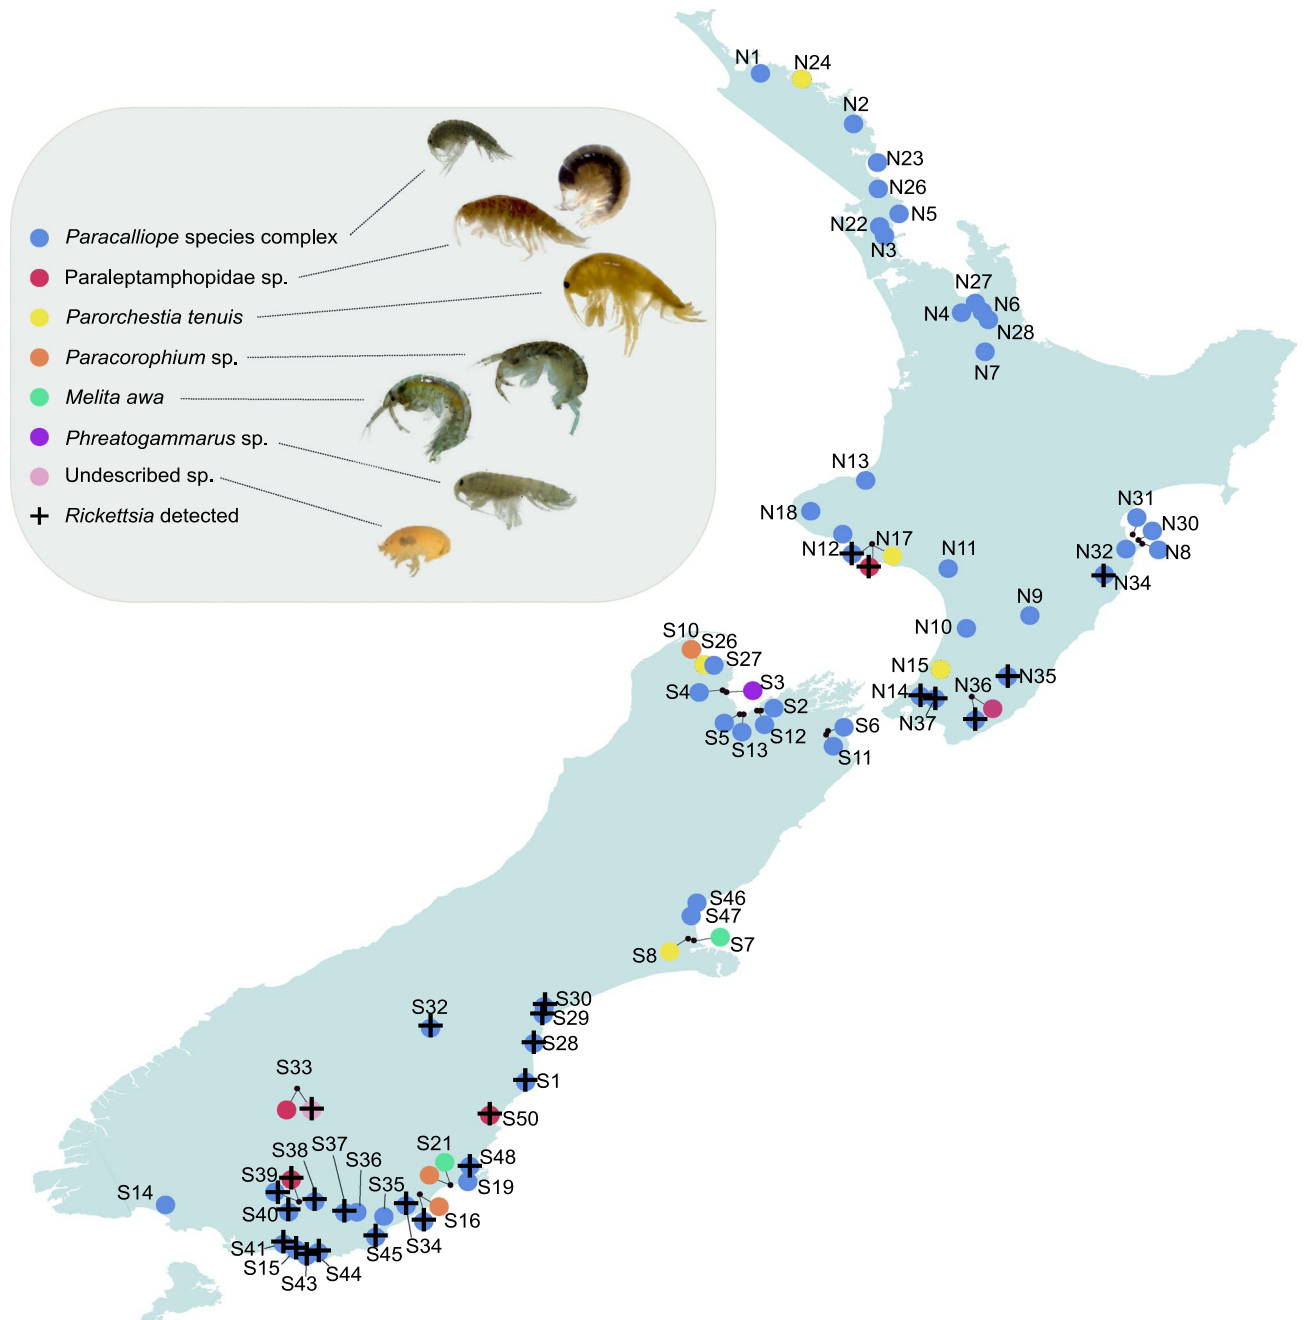 Paracalliope species complex
Paraleptamphopidae sp.
Parorchestia tenuis
Paracorophium sp.
Melita awa
Phreatogammarus sp.
Undescribed sp.
Rickettsia detected
N1
N24
N2
N23
N26
N5
N22
N3
N27
N6
N4
N28
N7
N13
N18
N12
N17
N11
N31
N30
N32
N8
N34
N9
N10
N15
N35
N14
N36
N37
S10
S26
S27
S4
S3
S2
S5
S13
S12
S6
S11
S46
S47
S7
S8
S30
S29
S32
S28
S1
S33
S50
S21
S48
S19
S38
S37
S36
S39
S35
S14
S40
S16
S34
S41
S15
S43
S44
S45